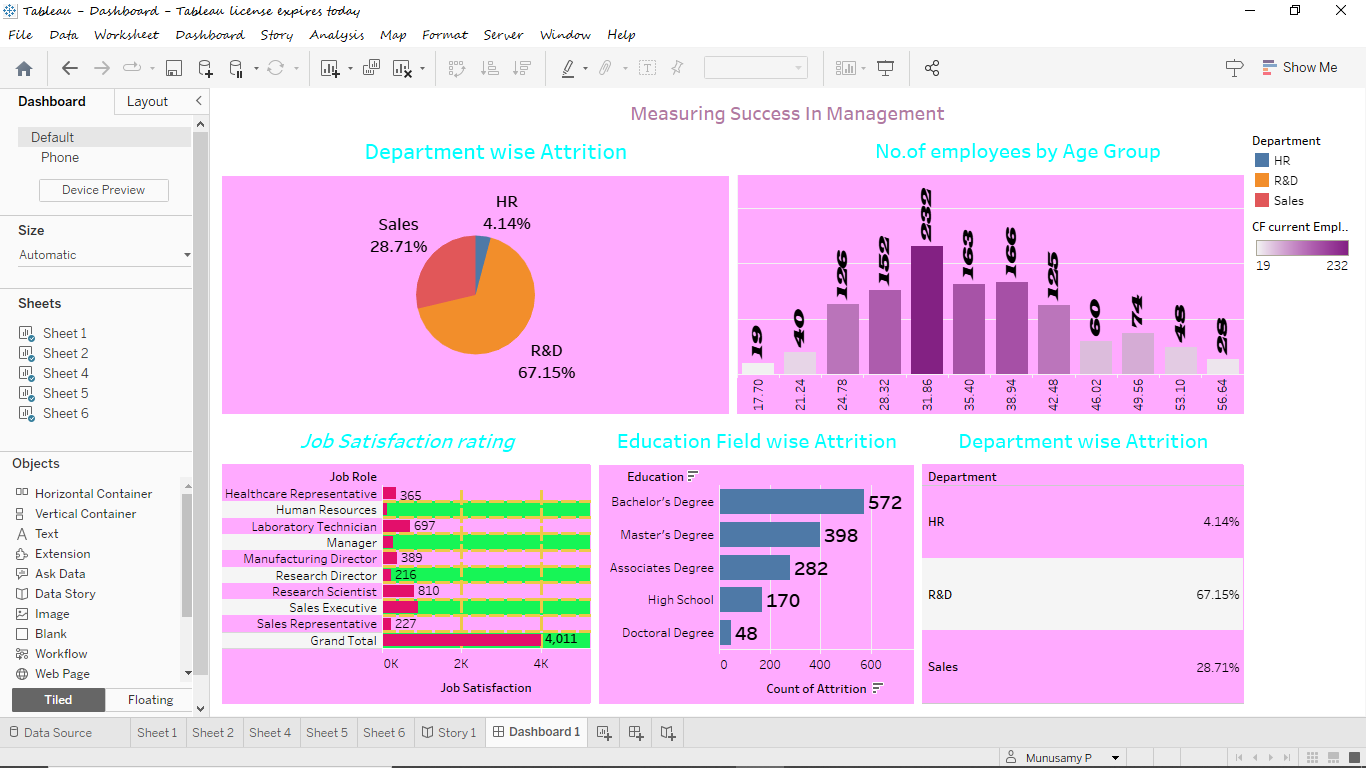 Tableau - Dashboard - Tableau license expires today
File Data Worksheet Dashboard Story Analysis Map Format Server Window Help
Show Me
Dashboard Layout
Default
Phone
Device Preview
Size
Automatic
Sheets
Sheet 1
Sheet 2
Sheet 4
Sheet 5
Sheet 6
Objects
Horizontal Container
Vertical Container
A Text
Extension
Ask Data
Data Story
Image
Blank
Workflow
Web Page
Tiled Floating
Measuring Success In Management
Department wise Attrition
HR
4.14%
Sales
28.71%
R&D
67.15%
No.of employees by Age Group
19 40 126 152 232 163 166 125 60 74 48 28
17.70 21.24 24.78 28.32 31.86 35.40 38.94 42.48 46.02 49.56 53.10 56.64
Department
HR
R&D
Sales
CF current Empl..
19 232
Job Satisfaction rating
Job Role
Healthcare Representative 365
Human Resources
Laboratory Technician 697
Manager
Manufacturing Director 389
Research Director 216
Research Scientist 810
Sales Executive
Sales Representative 227
Grand Total 4,011
0K 2K 4K
Job Satisfaction
Education Field wise Attrition
Education
Bachelor's Degree 572
Master's Degree 398
Associates Degree 282
High School 170
Doctoral Degree 48
0 200 400 600
Count of Attrition
Department wise Attrition
Department
HR 4.14%
R&D 67.15%
Sales 28.71%
Data Source Sheet 1 Sheet 2 Sheet 4 Sheet 5 Sheet 6 Story 1 Dashboard 1
Munusamy P